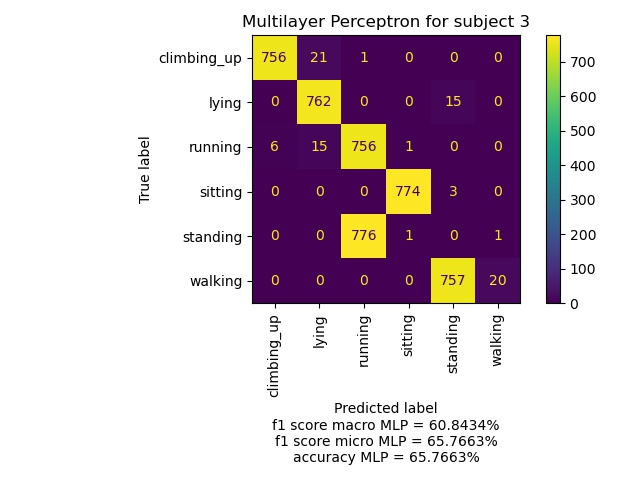 Multilayer Perceptron for subject 3
climbing_up 756 21 1 0 0 0
lying 0 762 0 0 15 0
running 6 15 756 1 0 0
sitting 0 0 0 774 3 0
standing 0 0 776 1 0 1
walking 0 0 0 0 757 20
True label
climbing_up lying running sitting standing walking
Predicted label
f1 score macro MLP = 60.8434%
f1 score micro MLP = 65.7663%
accuracy MLP = 65.7663%
700
600
500
400
300
200
100
0